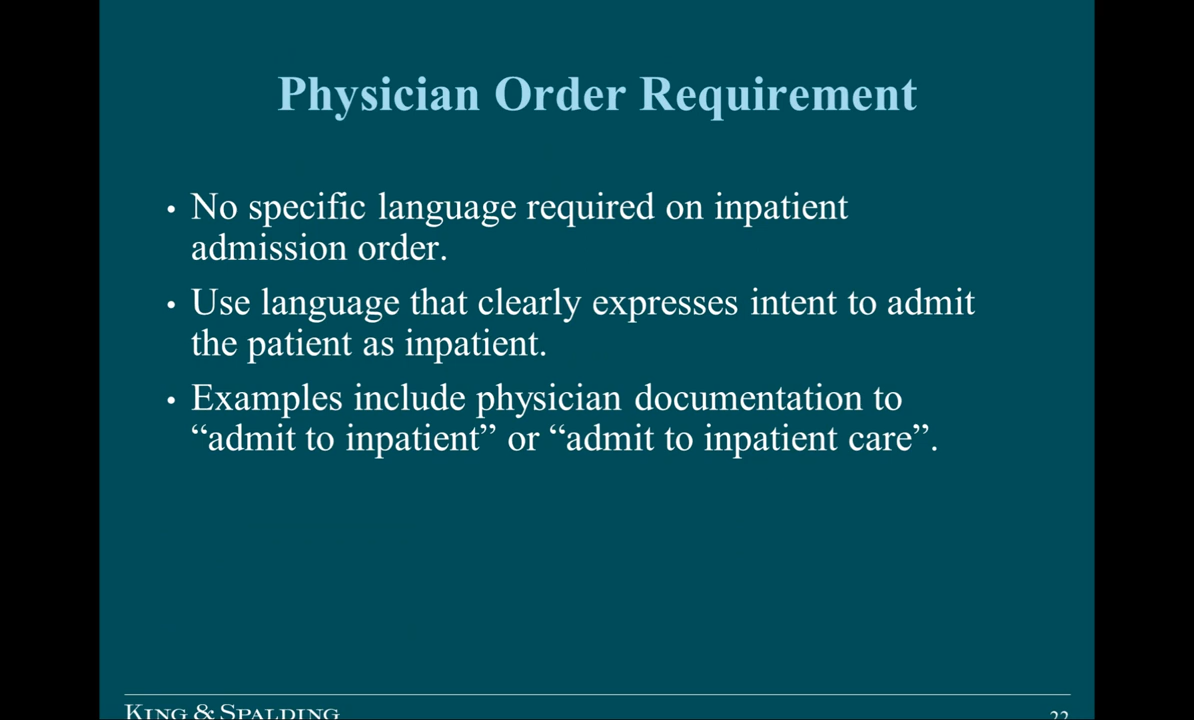 Physician Order Requirement
• No specific language required on inpatient
admission order.
• Use language that clearly expresses intent to admit
the patient as inpatient.
• Examples include physician documentation to
“admit to inpatient” or “admit to inpatient care”.
KING & SPALDING
22